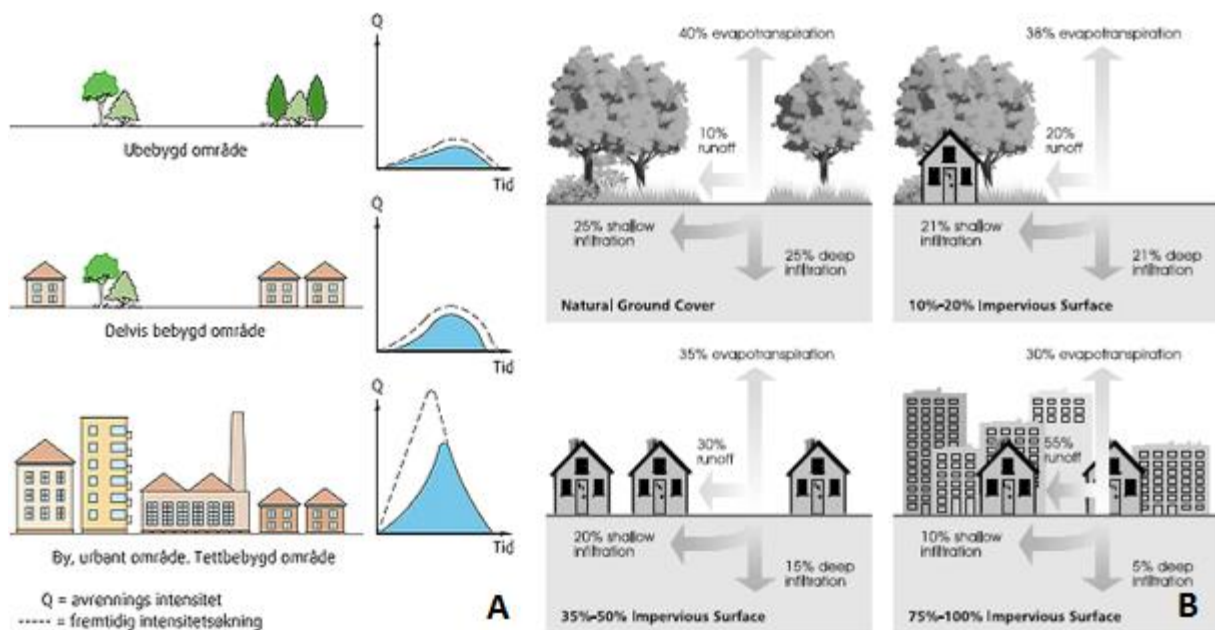 Q
Tid
Ubebygd område
Q
Tid
Delvis bebygd område
Q
Tid
By, urbant område. Tettbebygd område
Q = avrennings intensitet
----- = fremtidig intensitetsøkning
A
40% evapotranspiration
10%
runoff
25% shallow
infiltration
25% deep
infiltration
Natural Ground Cover
38% evapotranspiration
20%
runoff
21% shallow
infiltration
21% deep
infiltration
10%-20% Impervious Surface
35% evapotranspiration
30%
runoff
20% shallow
infiltration
15% deep
infiltration
35%-50% Impervious Surface
30% evapotranspiration
55%
runoff
10% shallow
infiltration
5% deep
infiltration
75%-100% Impervious Surface
B